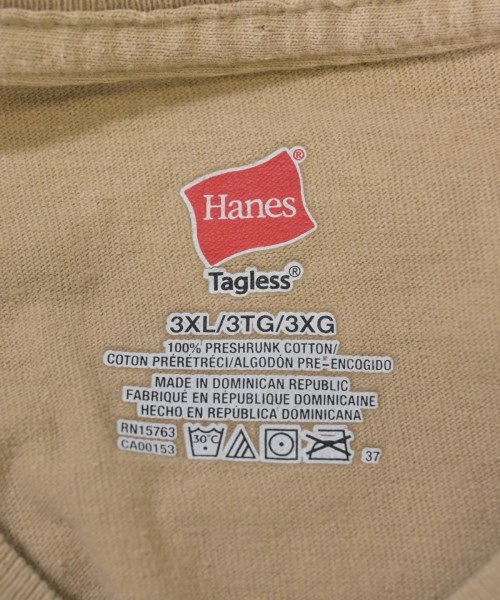 Hanes®
Tagless®
3XL/3TG/3XG
100% PRESHRUNK COTTON/
COTON PRÉRÉTRÉCI/ALGODÓN PRE-ENCOGIDO
MADE IN DOMINICAN REPUBLIC
FABRIQUÉ EN RÉPUBLIQUE DOMINICAINE
HECHO EN REPÚBLICA DOMINICANA
RN15763
CA00153
30°C
37